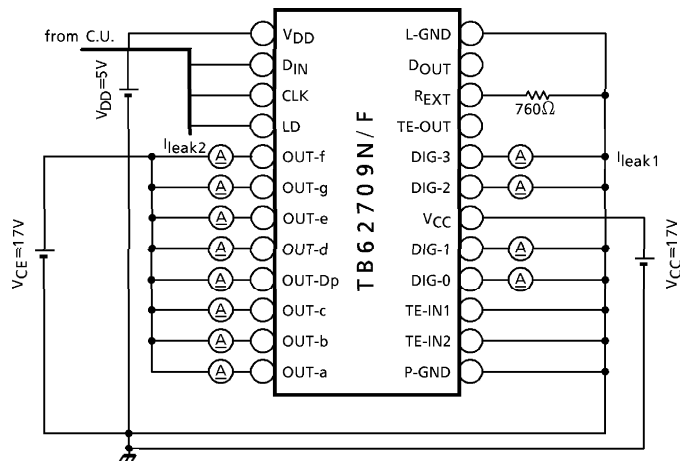 from C.U.
VDD=5V
Ileak2
VCE=17V
VDD
DIN
CLK
LD
OUT-f
OUT-g
OUT-e
OUT-d
OUT-Dp
OUT-c
OUT-b
OUT-a
A
A
A
A
A
A
A
A
TB62709N/F
L-GND
DOUT
REXT
TE-OUT
DIG-3
DIG-2
VCC
DIG-1
DIG-0
TE-IN1
TE-IN2
P-GND
760Ω
A
A
A
A
Ileak1
VCC=17V